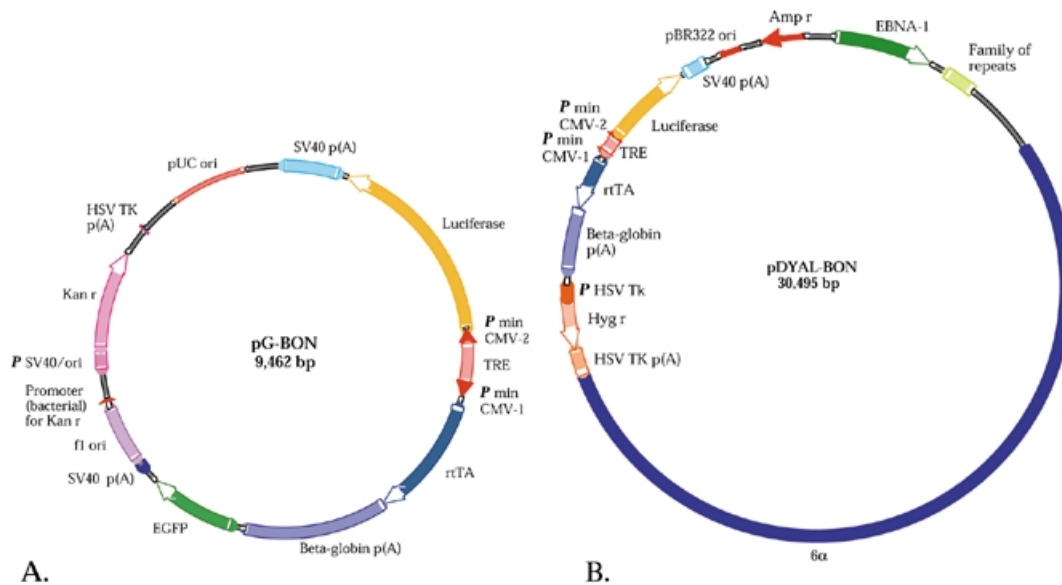 SV40 p(A)
pUC ori
HSV TK
p(A)
Kan r
P SV40/ori
Promoter
(bacterial)
for Kan r
f1 ori
SV40 p(A)
EGFP
Beta-globin p(A)
rtTA
P min
CMV-1
TRE
P min
CMV-2
Luciferase
pG-BON
9,462 bp
A.
Amp r
pBR322 ori
EBNA-1
Family of
repeats
SV40 p(A)
Luciferase
P min
CMV-2
P min
CMV-1
TRE
rtTA
Beta-globin
p(A)
P HSV Tk
Hyg r
HSV TK p(A)
pDYAL-BON
30,495 bp
6α
B.